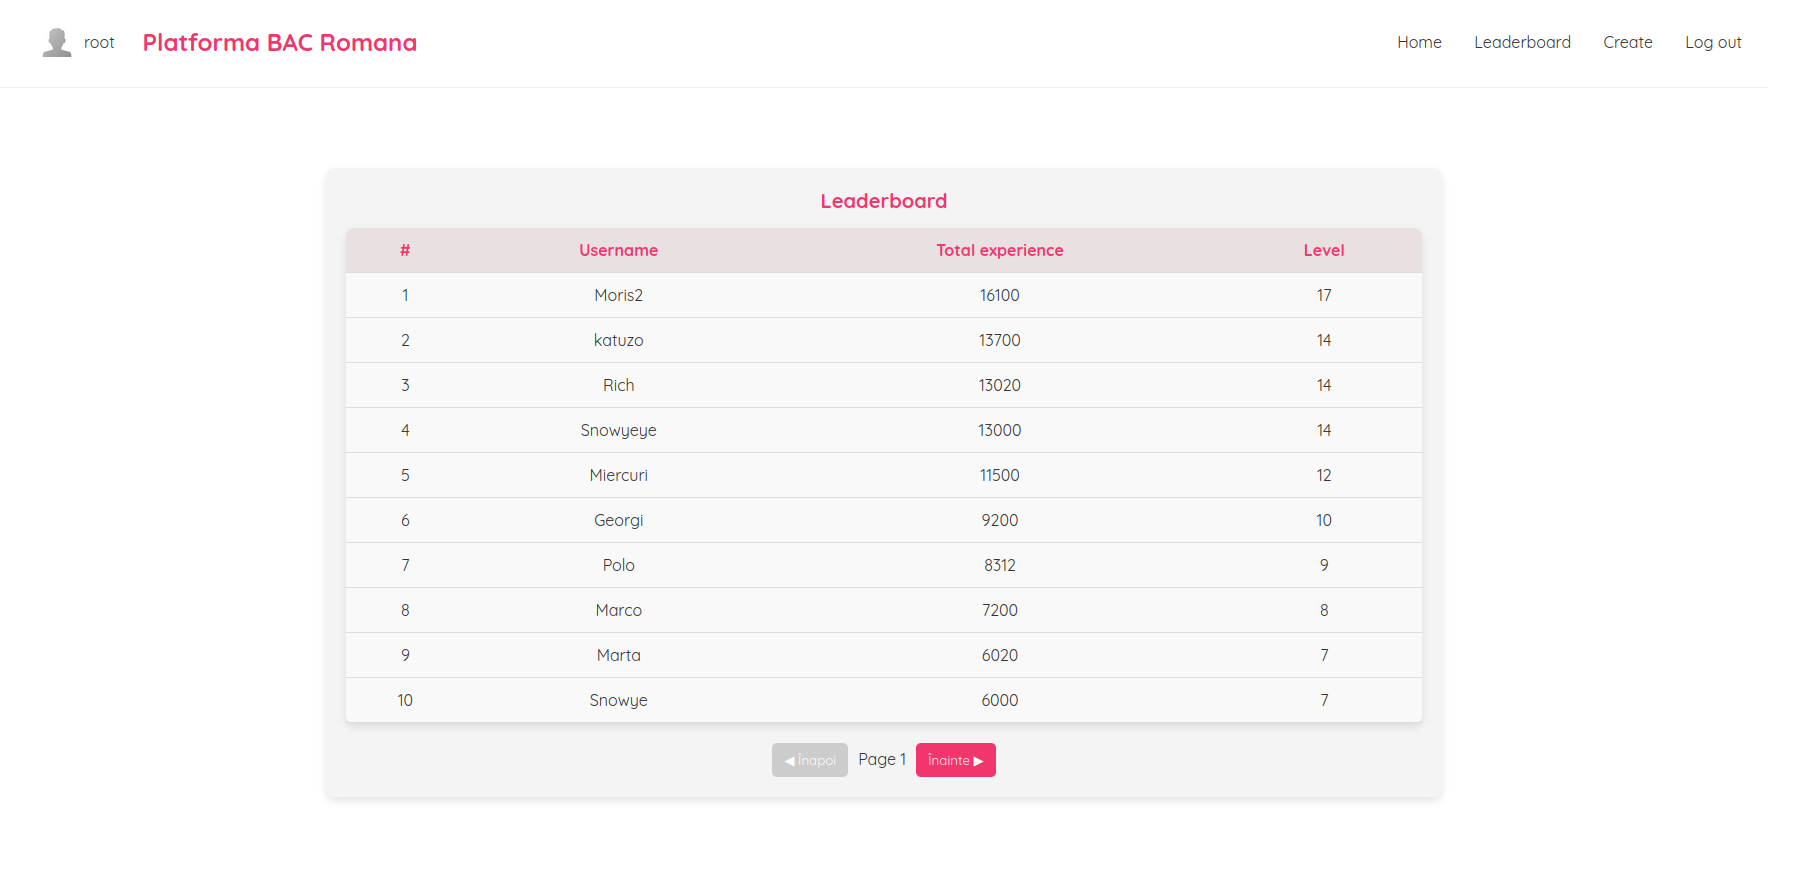 root Platforma BAC Romana Home Leaderboard Create Log out
Leaderboard
# Username Total experience Level
1 Moris2 16100 17
2 katuzo 13700 14
3 Rich 13020 14
4 Snowyeye 13000 14
5 Miercuri 11500 12
6 Georgi 9200 10
7 Polo 8312 9
8 Marco 7200 8
9 Marta 6020 7
10 Snowye 6000 7
◀ Înapoi Page 1 Înainte ▶